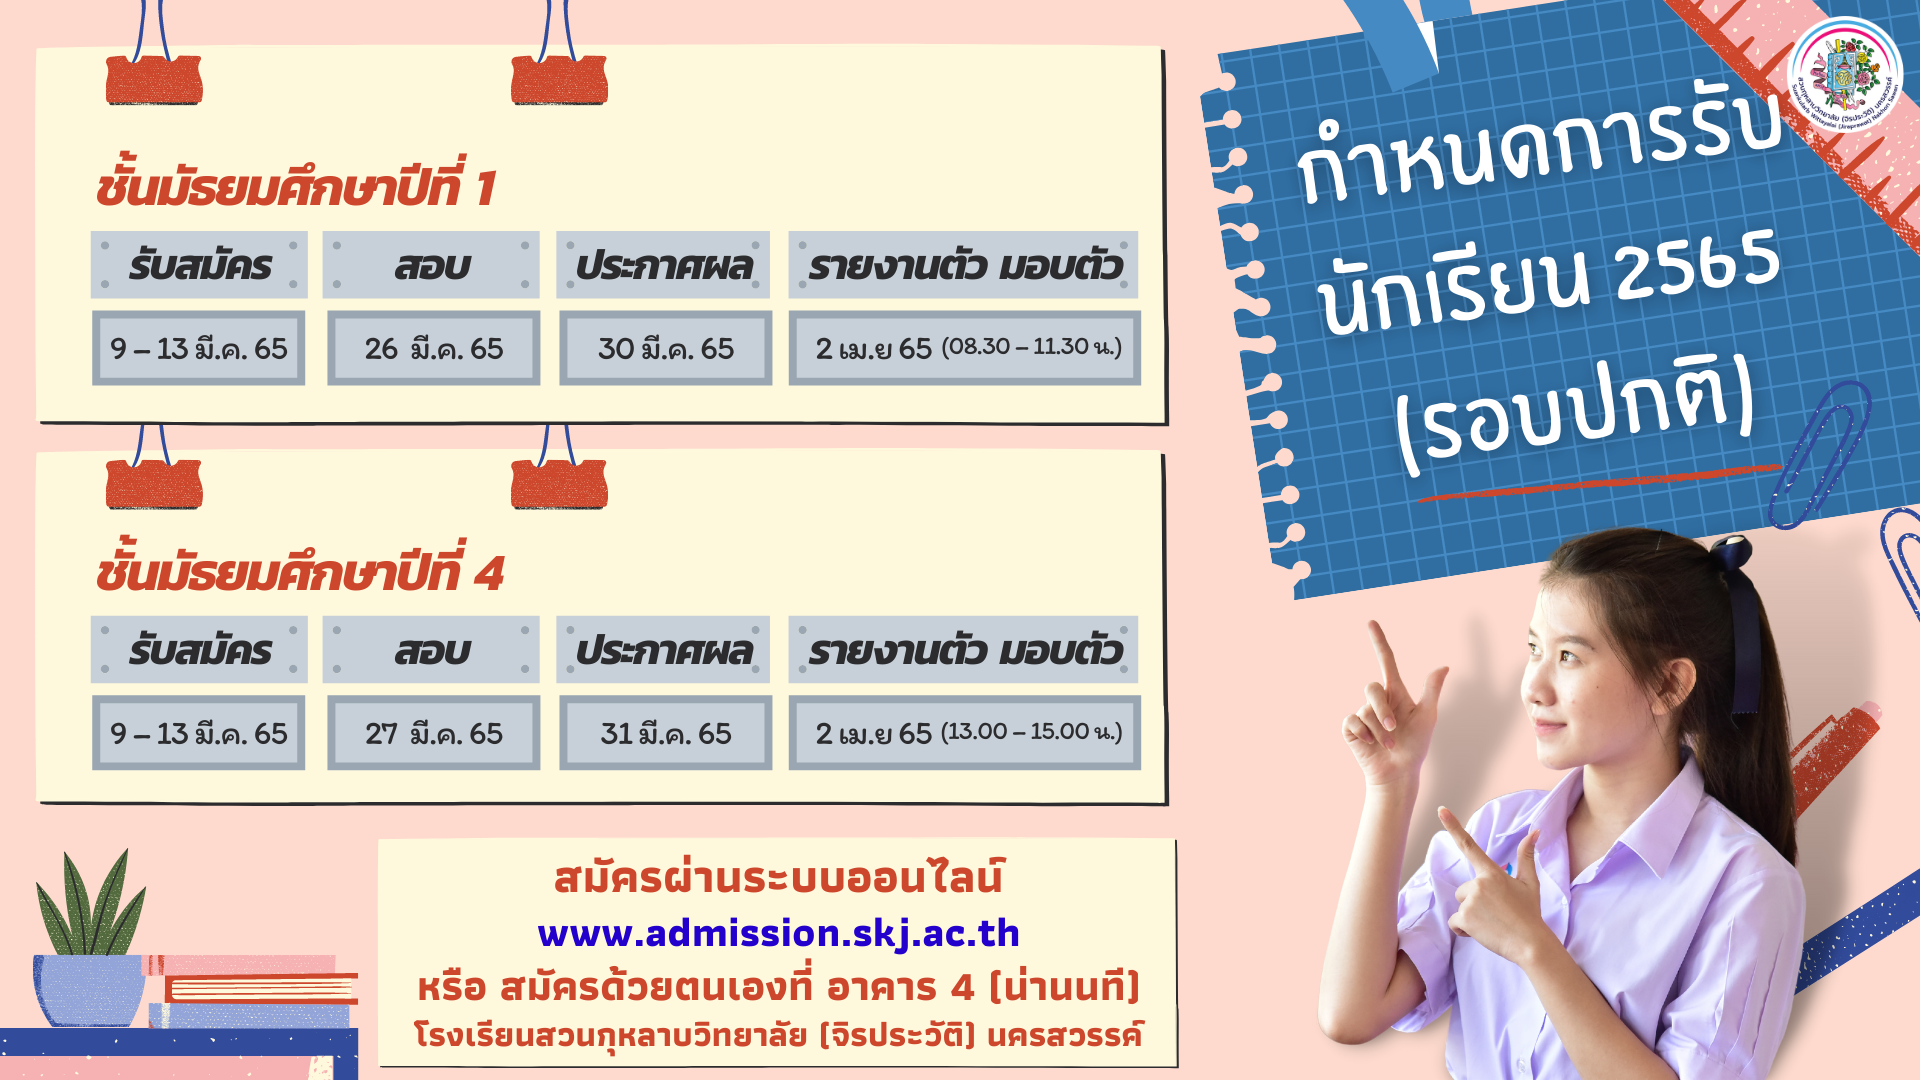 กำหนดการรับ
นักเรียน 2565
(รอบปกติ)
สวนกุหลาบวิทยาลัย (จิรประวัติ) นครสวรรค์
Suankularb Wittayalai (Jiraprawat) Nakhon Sawan
ชั้นมัธยมศึกษาปีที่ 1
รับสมัคร สอบ ประกาศผล รายงานตัว มอบตัว
9 – 13 มี.ค. 65 26 มี.ค. 65 30 มี.ค. 65 2 เม.ย 65 (08.30 – 11.30 น.)
ชั้นมัธยมศึกษาปีที่ 4
รับสมัคร สอบ ประกาศผล รายงานตัว มอบตัว
9 – 13 มี.ค. 65 27 มี.ค. 65 31 มี.ค. 65 2 เม.ย 65 (13.00 – 15.00 น.)
สมัครผ่านระบบออนไลน์
www.admission.skj.ac.th
หรือ สมัครด้วยตนเองที่ อาคาร 4 (น่านนที)
โรงเรียนสวนกุหลาบวิทยาลัย (จิรประวัติ) นครสวรรค์